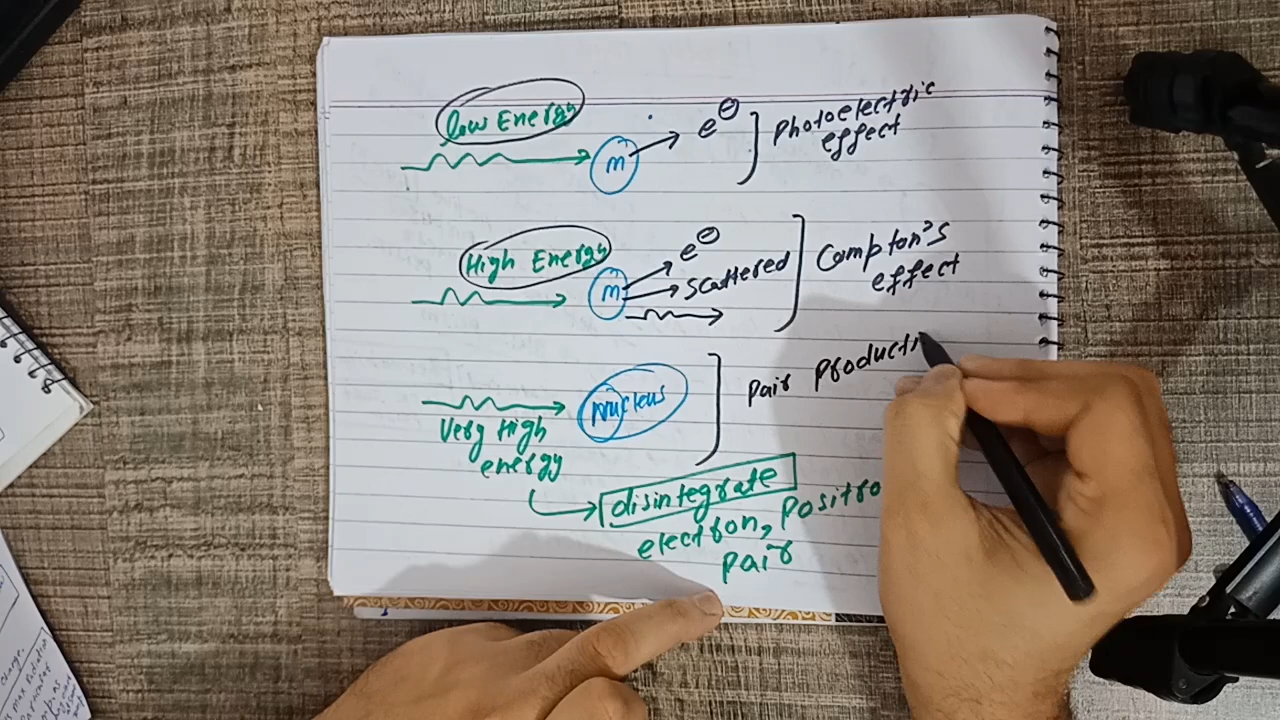 low Energy
m
e⊖
Photoelectric
effect
High Energy
m
e⊖
Scattered
Compton's
effect
Very High
energy
nucleus
Pair Producti
disintegrate
electron, Positro
Pair
charge.